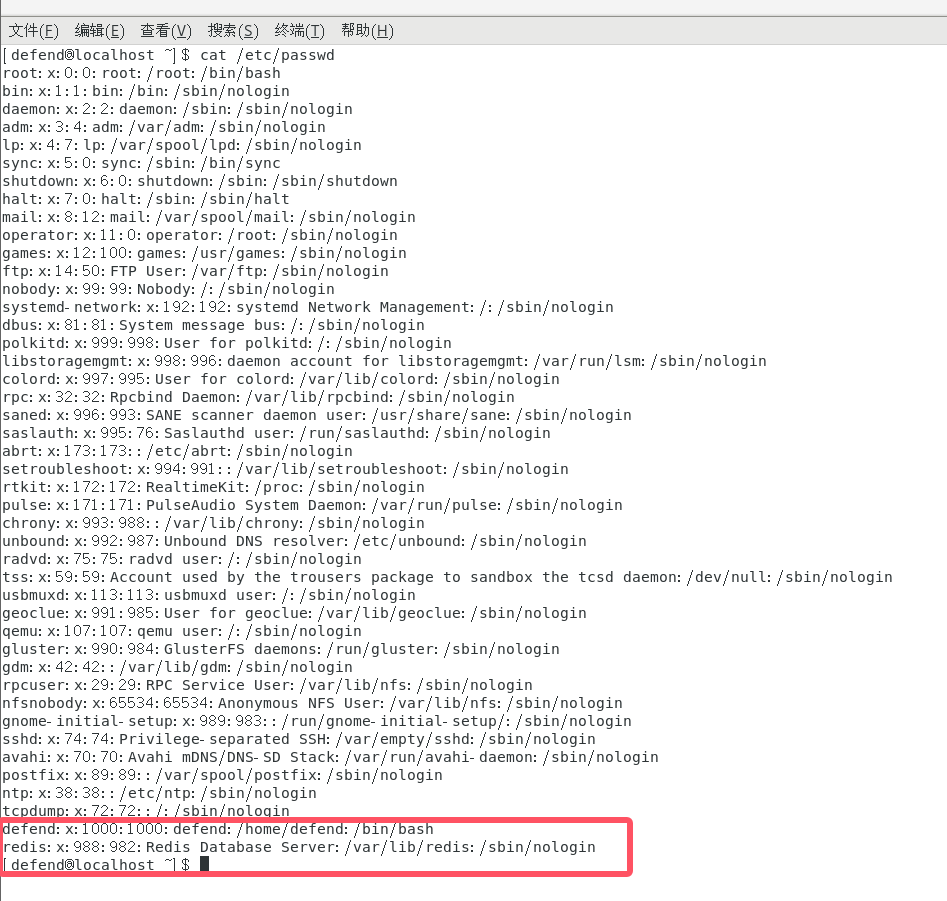 文件(F) 编辑(E) 查看(V) 搜索(S) 终端(T) 帮助(H)
[defend@localhost ~]$ cat /etc/passwd
root:x:0:0:root:/root:/bin/bash
bin:x:1:1:bin:/bin:/sbin/nologin
daemon:x:2:2:daemon:/sbin:/sbin/nologin
adm:x:3:4:adm:/var/adm:/sbin/nologin
lp:x:4:7:lp:/var/spool/lpd:/sbin/nologin
sync:x:5:0:sync:/sbin:/bin/sync
shutdown:x:6:0:shutdown:/sbin:/sbin/shutdown
halt:x:7:0:halt:/sbin:/sbin/halt
mail:x:8:12:mail:/var/spool/mail:/sbin/nologin
operator:x:11:0:operator:/root:/sbin/nologin
games:x:12:100:games:/usr/games:/sbin/nologin
ftp:x:14:50:FTP User:/var/ftp:/sbin/nologin
nobody:x:99:99:Nobody:/:/sbin/nologin
systemd-network:x:192:192:systemd Network Management:/:/sbin/nologin
dbus:x:81:81:System message bus:/:/sbin/nologin
polkitd:x:999:998:User for polkitd:/:/sbin/nologin
libstoragemgmt:x:998:996:daemon account for libstoragemgmt:/var/run/lsm:/sbin/nologin
colord:x:997:995:User for colord:/var/lib/colord:/sbin/nologin
rpc:x:32:32:Rpcbind Daemon:/var/lib/rpcbind:/sbin/nologin
saned:x:996:993:SANE scanner daemon user:/usr/share/sane:/sbin/nologin
saslauth:x:995:76:Saslauthd user:/run/saslauthd:/sbin/nologin
abrt:x:173:173::/etc/abrt:/sbin/nologin
setroubleshoot:x:994:991::/var/lib/setroubleshoot:/sbin/nologin
rtkit:x:172:172:RealtimeKit:/proc:/sbin/nologin
pulse:x:171:171:PulseAudio System Daemon:/var/run/pulse:/sbin/nologin
chrony:x:993:988::/var/lib/chrony:/sbin/nologin
unbound:x:992:987:Unbound DNS resolver:/etc/unbound:/sbin/nologin
radvd:x:75:75:radvd user:/:/sbin/nologin
tss:x:59:59:Account used by the trousers package to sandbox the tcsd daemon:/dev/null:/sbin/nologin
usbmuxd:x:113:113:usbmuxd user:/:/sbin/nologin
geoclue:x:991:985:User for geoclue:/var/lib/geoclue:/sbin/nologin
qemu:x:107:107:qemu user:/:/sbin/nologin
gluster:x:990:984:GlusterFS daemons:/run/gluster:/sbin/nologin
gdm:x:42:42::/var/lib/gdm:/sbin/nologin
rpcuser:x:29:29:RPC Service User:/var/lib/nfs:/sbin/nologin
nfsnobody:x:65534:65534:Anonymous NFS User:/var/lib/nfs:/sbin/nologin
gnome-initial-setup:x:989:983::/run/gnome-initial-setup/:/sbin/nologin
sshd:x:74:74:Privilege-separated SSH:/var/empty/sshd:/sbin/nologin
avahi:x:70:70:Avahi mDNS/DNS-SD Stack:/var/run/avahi-daemon:/sbin/nologin
postfix:x:89:89::/var/spool/postfix:/sbin/nologin
ntp:x:38:38::/etc/ntp:/sbin/nologin
tcpdump:x:72:72::/:/sbin/nologin
defend:x:1000:1000:defend:/home/defend:/bin/bash
redis:x:988:982:Redis Database Server:/var/lib/redis:/sbin/nologin
[defend@localhost ~]$